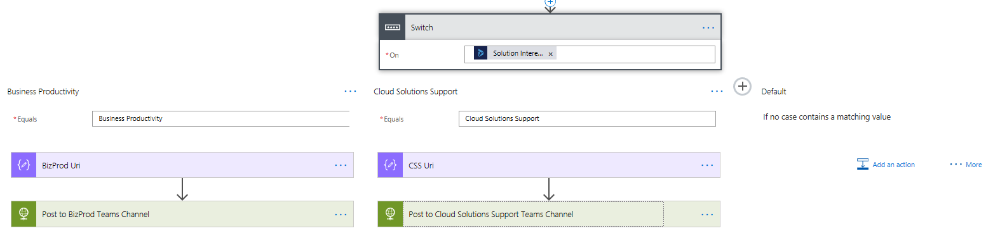 Switch
* On
Solution Intere... ×
Business Productivity
* Equals
Business Productivity
BizProd Uri
Post to BizProd Teams Channel
Cloud Solutions Support
* Equals
Cloud Solutions Support
CSS Uri
Post to Cloud Solutions Support Teams Channel
Default
If no case contains a matching value
Add an action
More